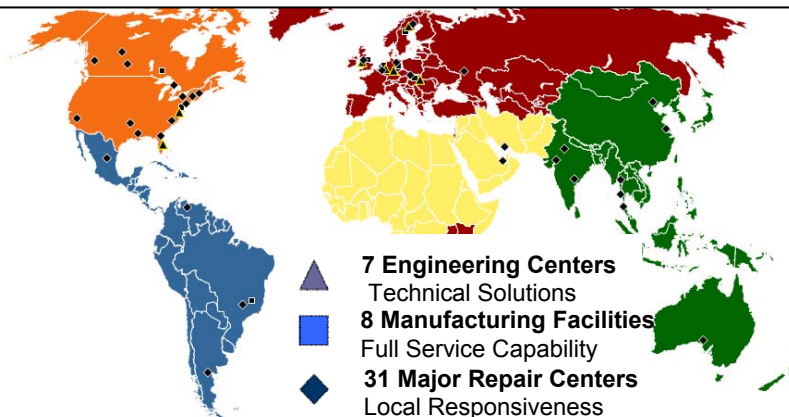 7 Engineering Centers
Technical Solutions
8 Manufacturing Facilities
Full Service Capability
31 Major Repair Centers
Local Responsiveness